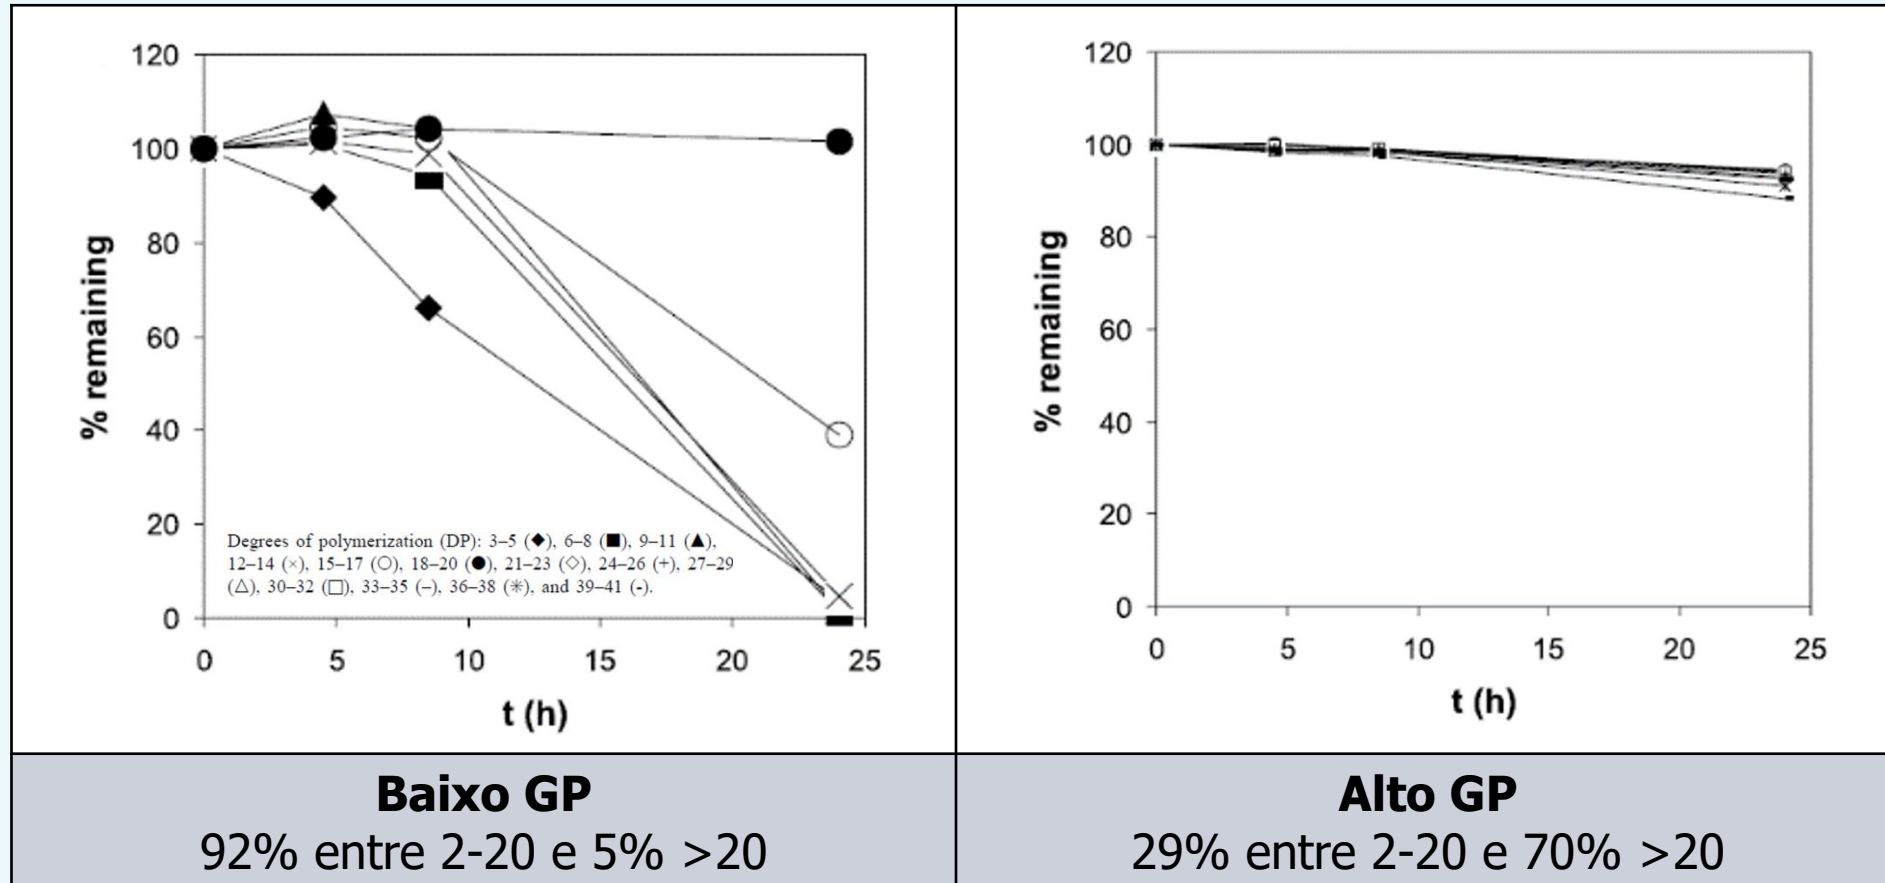 120
100
80
60
40
20
0
% remaining
Degrees of polymerization (DP): 3–5 (◆), 6–8 (■), 9–11 (▲),
12–14 (×), 15–17 (○), 18–20 (●), 21–23 (◇), 24–26 (+), 27–29
(△), 30–32 (□), 33–35 (–), 36–38 (✳), and 39–41 (-).
0 5 10 15 20 25
t (h)
120
100
80
60
40
20
0
% remaining
0 5 10 15 20 25
t (h)
Baixo GP
92% entre 2-20 e 5% >20
Alto GP
29% entre 2-20 e 70% >20